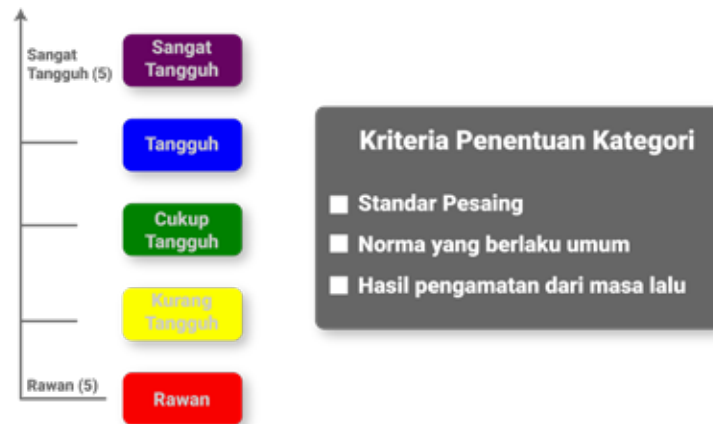 Sangat
Tangguh (5)
Sangat
Tangguh
Tangguh
Cukup
Tangguh
Kurang
Tangguh
Rawan (5)
Rawan
Kriteria Penentuan Kategori
Standar Pesaing
Norma yang berlaku umum
Hasil pengamatan dari masa lalu